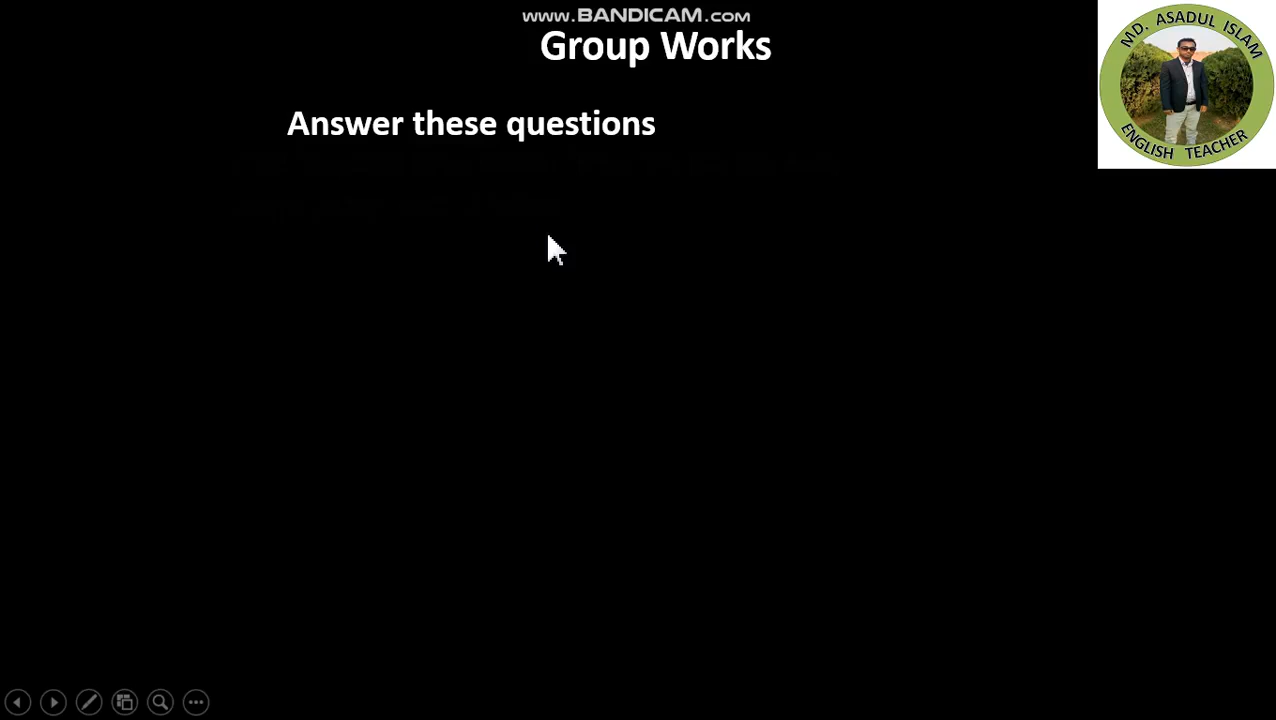 www.BANDICAM.com
Group Works
MD. ASADUL ISLAM
ENGLISH TEACHER
Answer these questions